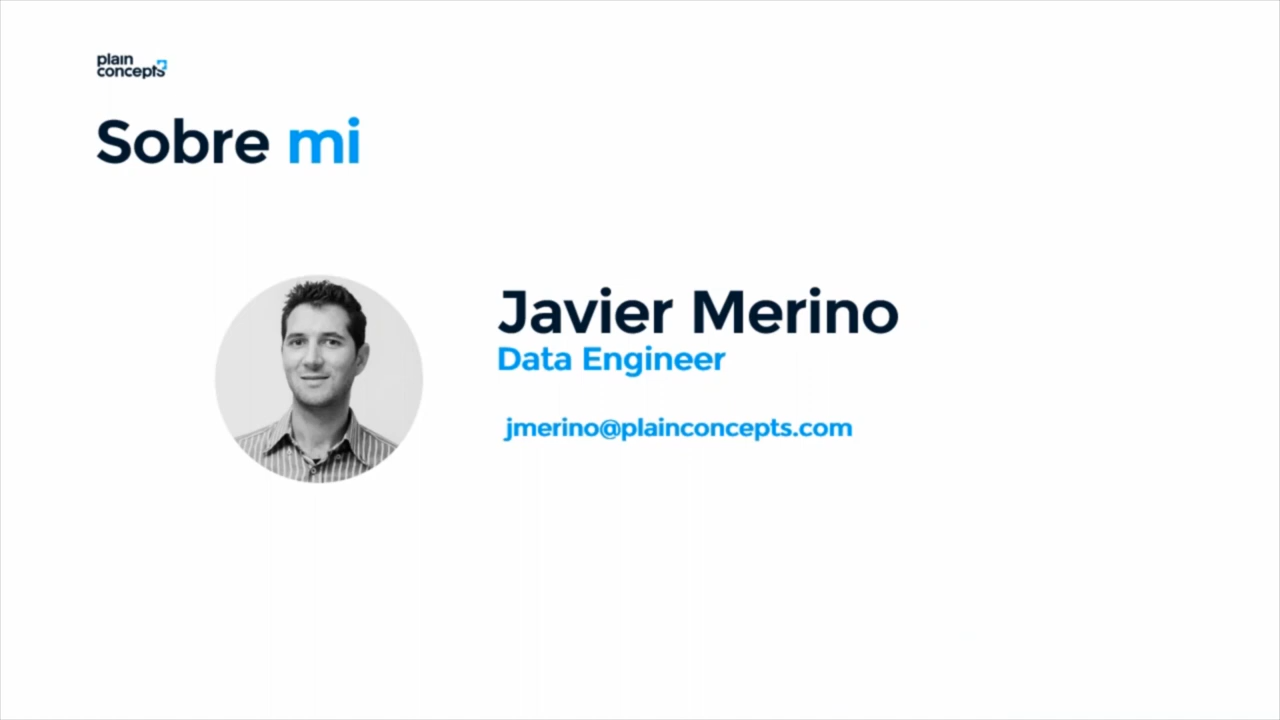 plain
concepts
Sobre mi
Javier Merino
Data Engineer
jmerino@plainconcepts.com